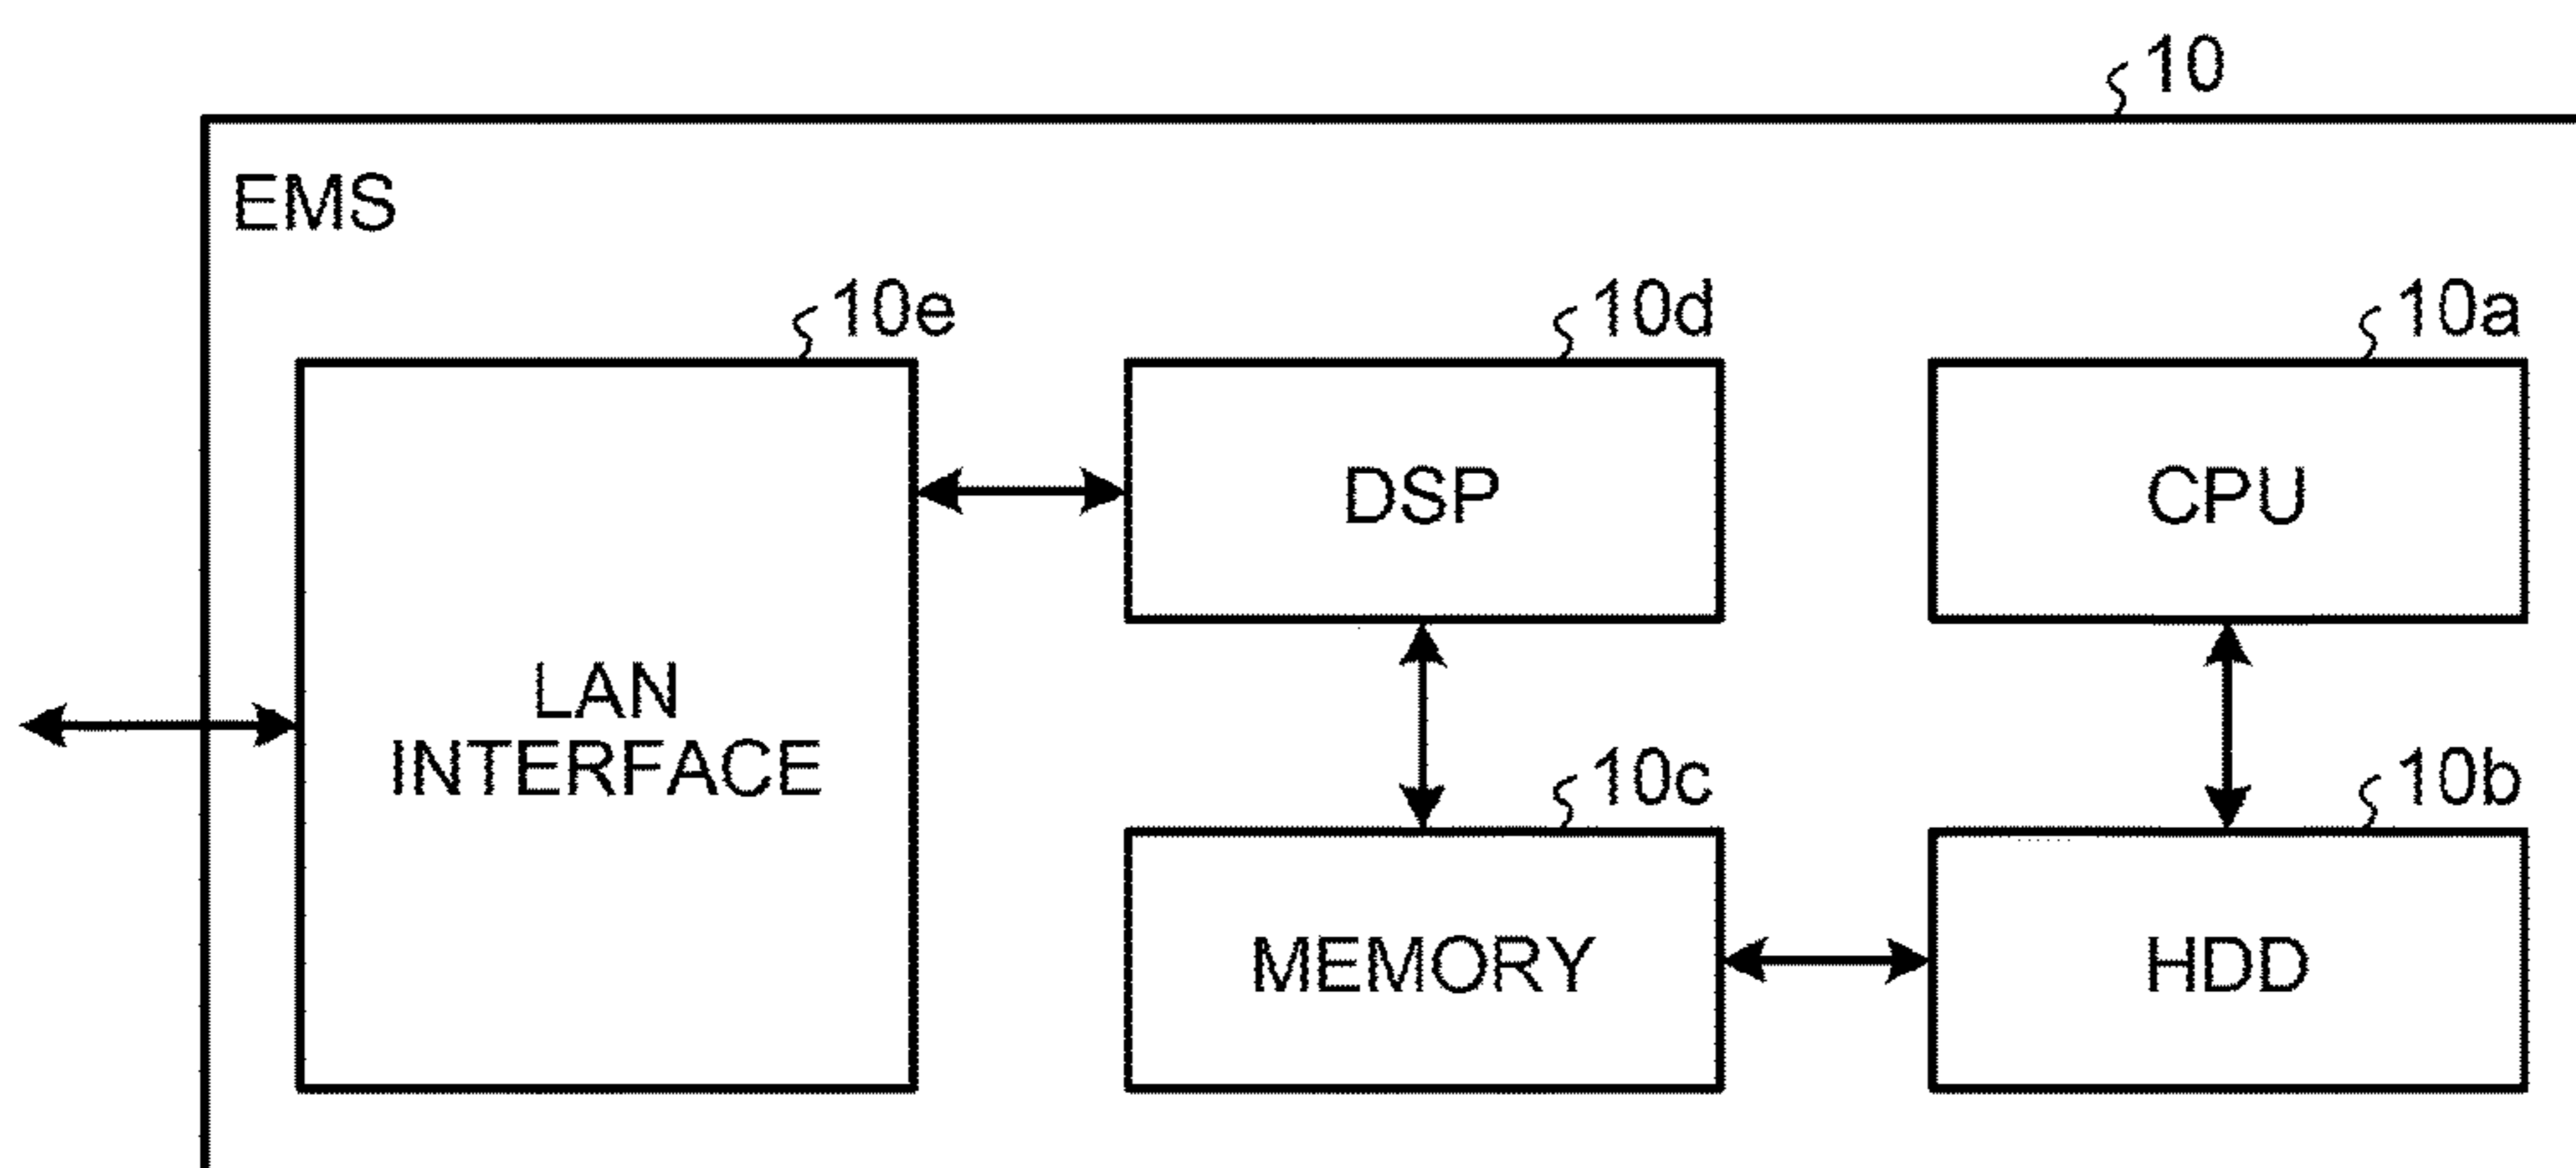 10
EMS
10e
10d
10a
DSP
CPU
LAN
INTERFACE
10c
10b
MEMORY
HDD